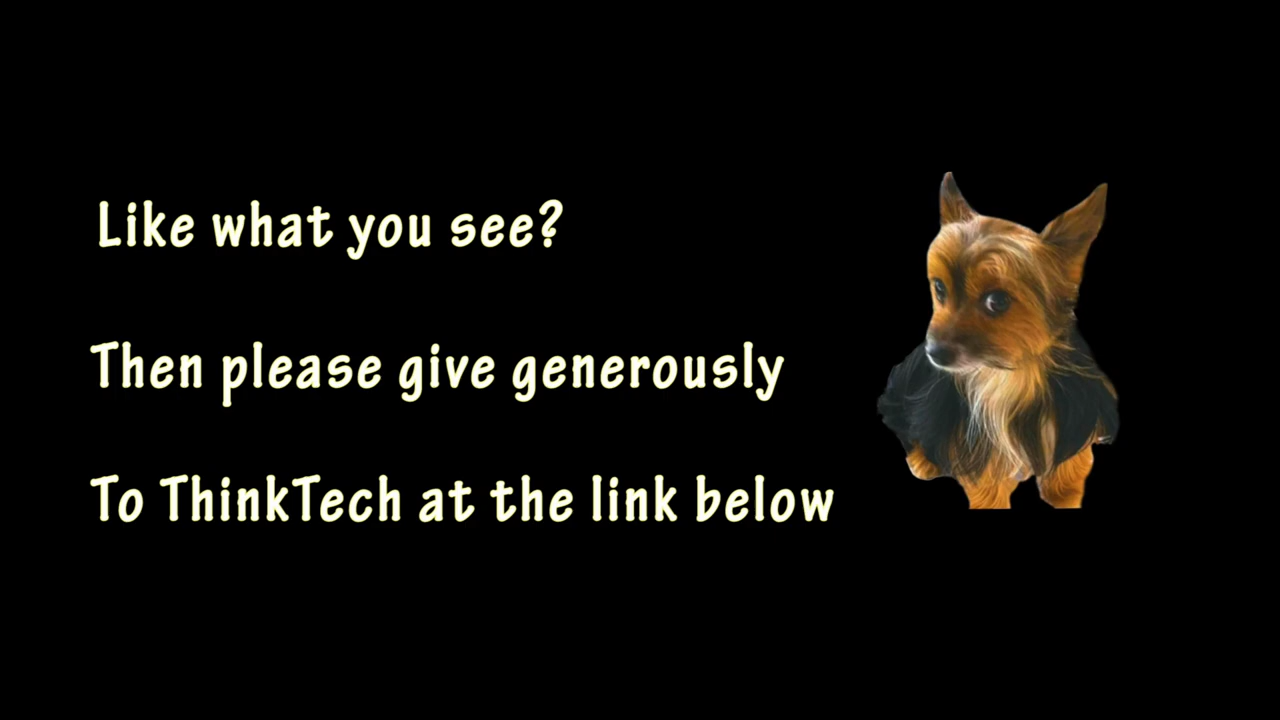 Like what you see?
Then please give generously
To ThinkTech at the link below